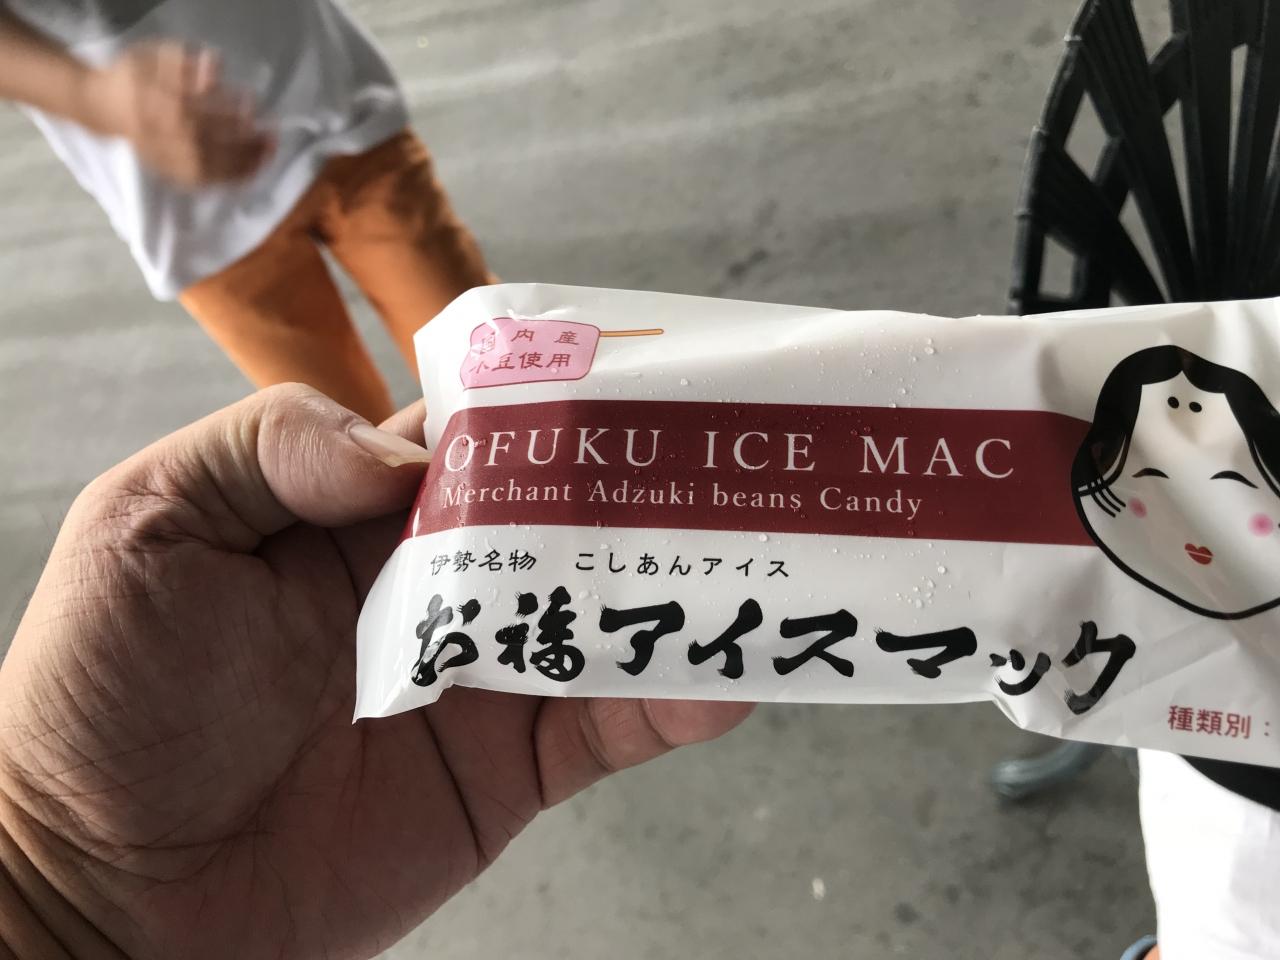 国内産
小豆使用
OFUKU ICE MAC
Merchant Adzuki beans Candy
伊勢名物 こしあんアイス
お福アイスマック
種類別：